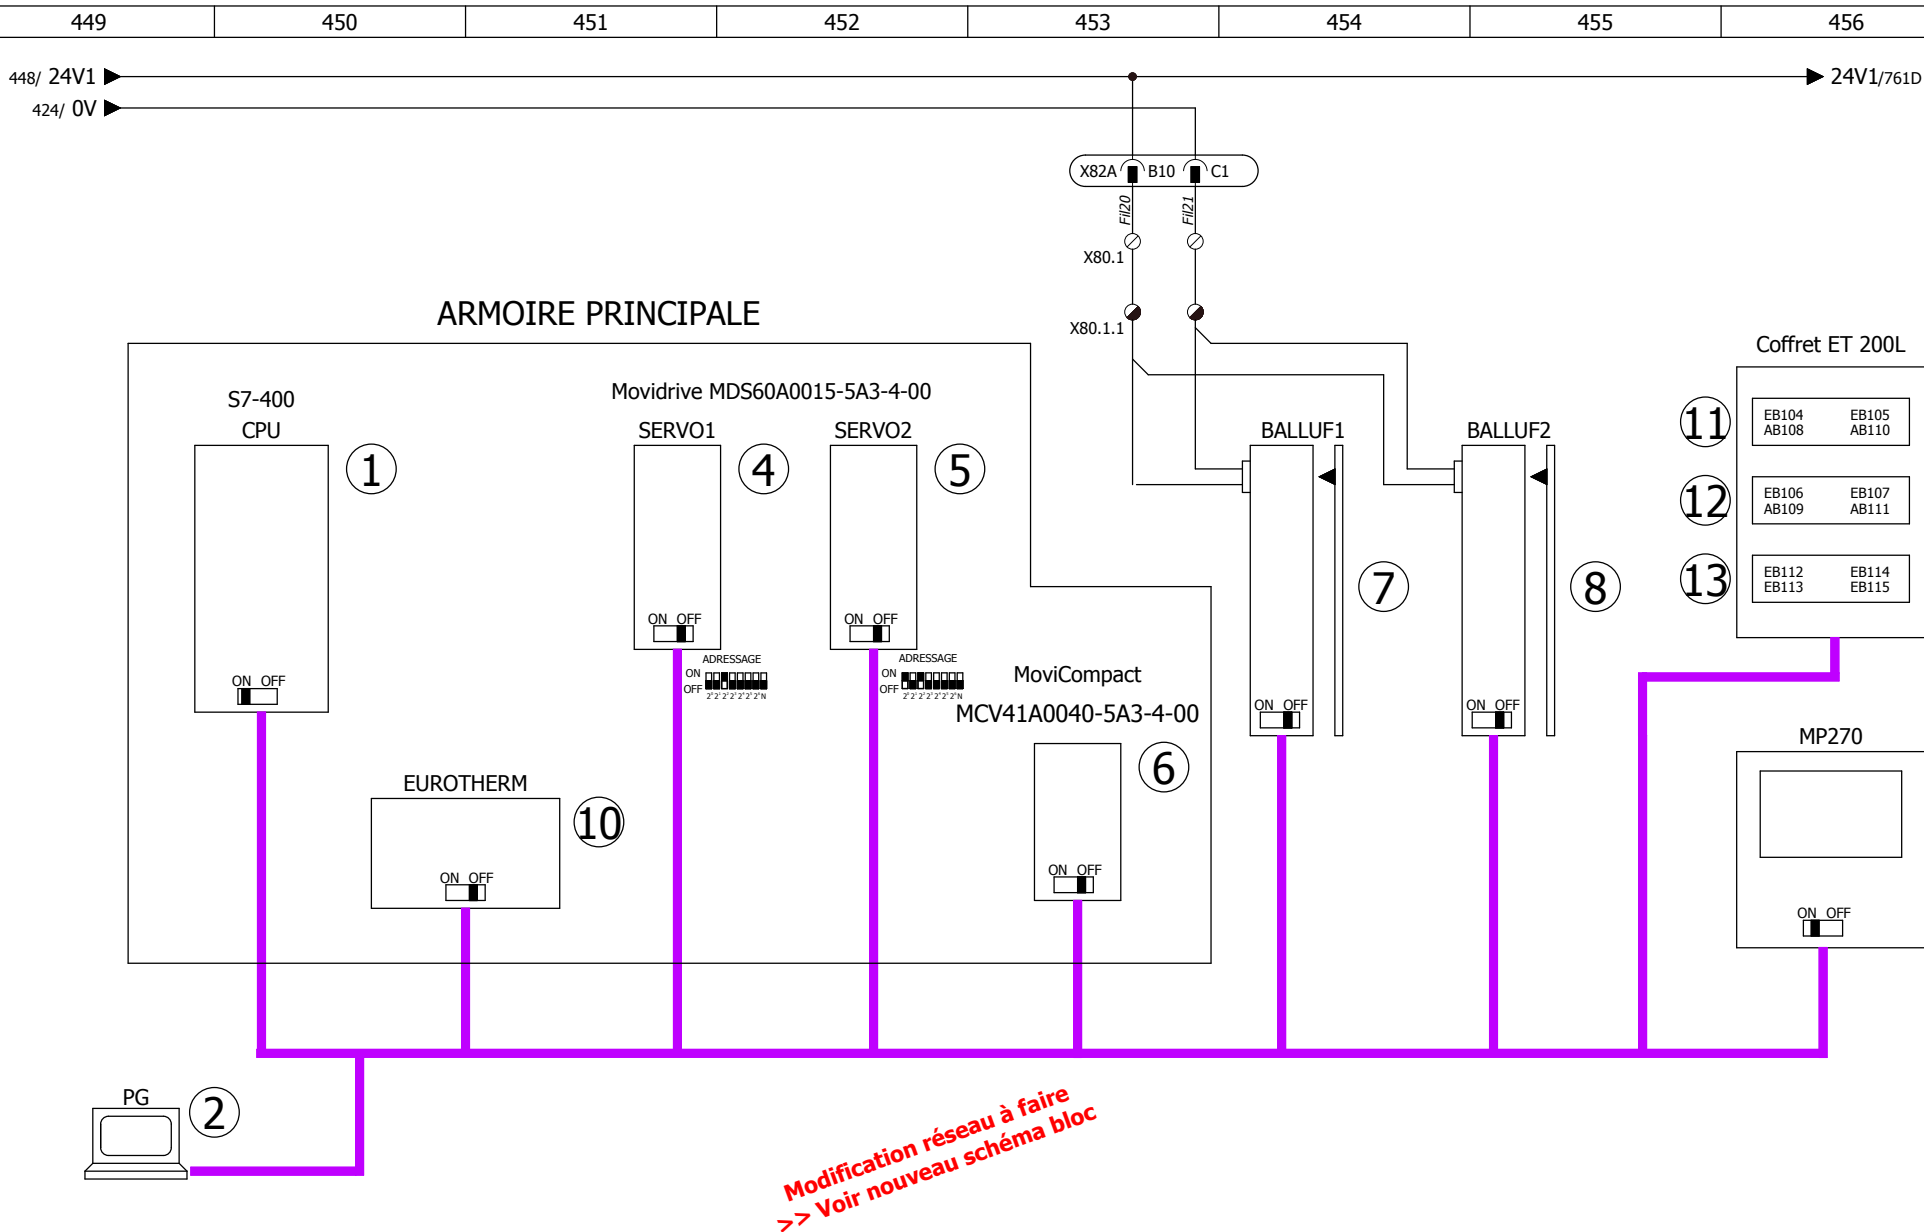 449 450 451 452 453 454 455 456
448/ 24V1
24V1/761D
424/ 0V
X82A B10 C1
Fil20 Fil21
X80.1
X80.1.1
ARMOIRE PRINCIPALE
S7-400
CPU
1
ON OFF
Movidrive MDS60A0015-5A3-4-00
SERVO1
4
ON OFF
ADRESSAGE
ON
OFF
SERVO2
5
ON OFF
ADRESSAGE
ON
OFF
EUROTHERM
10
ON OFF
MoviCompact
MCV41A0040-5A3-4-00
6
ON OFF
BALLUF1
7
ON OFF
BALLUF2
8
ON OFF
Coffret ET 200L
11
EB104 EB105
AB108 AB110
12
EB106 EB107
AB109 AB111
13
EB112 EB114
EB113 EB115
MP270
ON OFF
PG
2
Modification réseau à faire
>> Voir nouveau schéma bloc